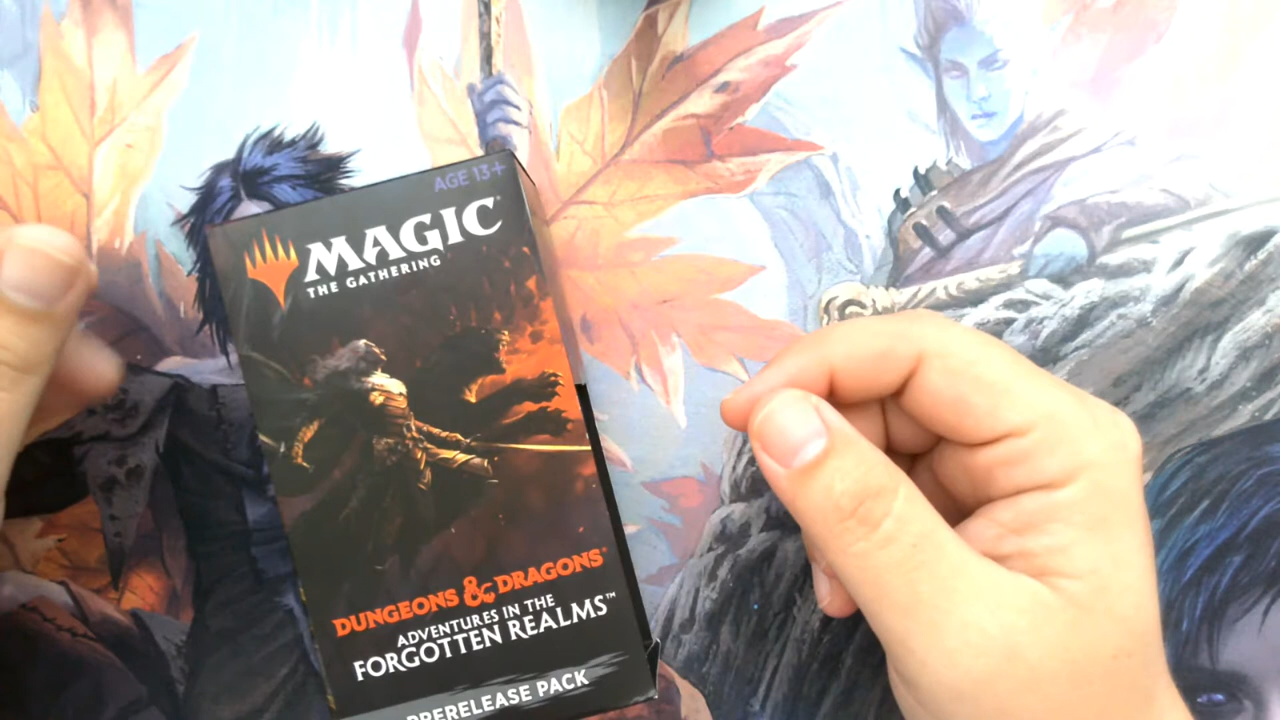 AGE 13+
MAGIC
THE GATHERING
DUNGEONS & DRAGONS
ADVENTURES IN THE
FORGOTTEN REALMS™
PRERELEASE PACK